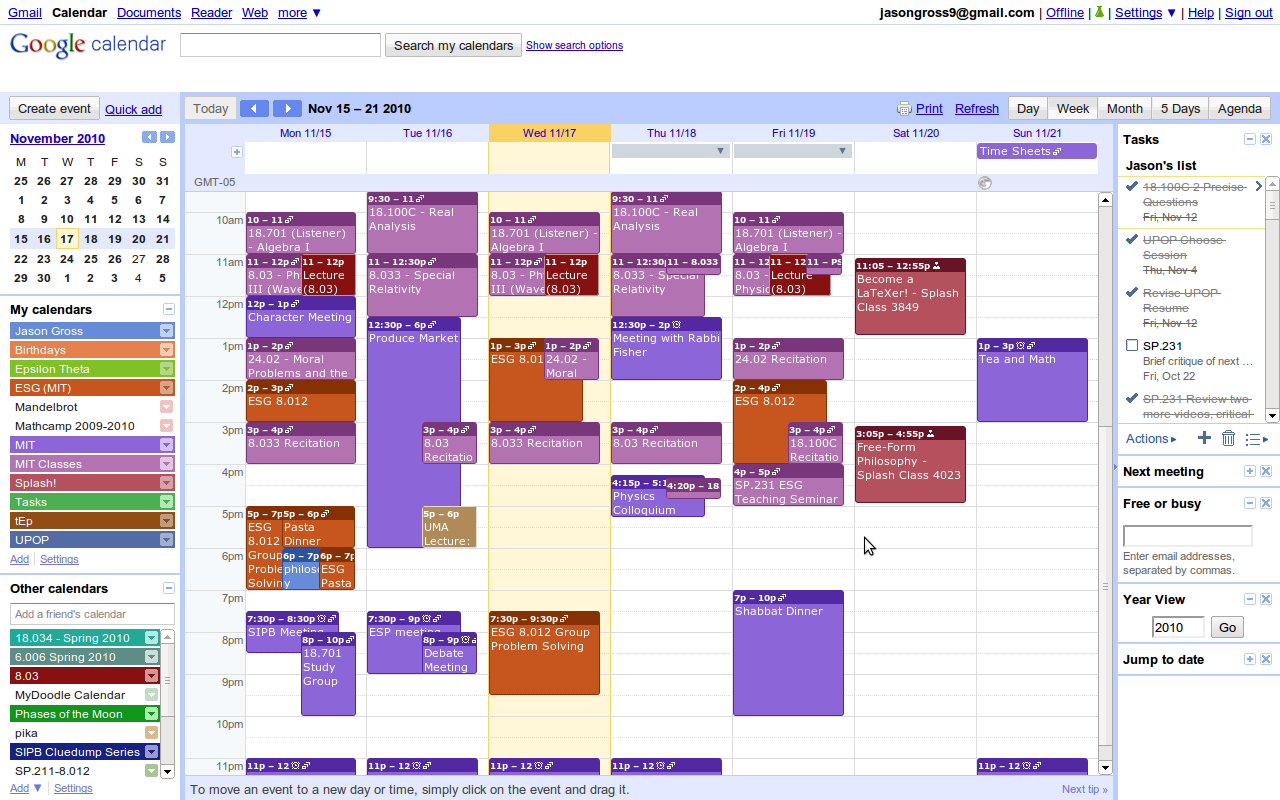 Gmail Calendar Documents Reader Web more ▼
jasongross9@gmail.com | Offline | Settings ▼ | Help | Sign out
Google calendar
Search my calendars
Show search options
Create event
Quick add
Today
Nov 15 – 21 2010
Print
Refresh
Day
Week
Month
5 Days
Agenda
November 2010
M T W T F S S
25 26 27 28 29 30 31
1 2 3 4 5 6 7
8 9 10 11 12 13 14
15 16 17 18 19 20 21
22 23 24 25 26 27 28
29 30 1 2 3 4 5
My calendars
Jason Gross
Birthdays
Epsilon Theta
ESG (MIT)
Mandelbrot
Mathcamp 2009-2010
MIT
MIT Classes
Splash!
Tasks
tEp
UPOP
Add
Settings
Other calendars
Add a friend's calendar
18.034 - Spring 2010
6.006 Spring 2010
8.03
MyDoodle Calendar
Phases of the Moon
pika
SIPB Cluedump Series
SP.211-8.012
Add ▼
Settings
Mon 11/15
Tue 11/16
Wed 11/17
Thu 11/18
Fri 11/19
Sat 11/20
Sun 11/21
Time Sheets
GMT-05
10am
11am
12pm
1pm
2pm
3pm
4pm
5pm
6pm
7pm
8pm
9pm
10pm
11pm
10 – 11
18.701 (Listener)
- Algebra I
11 – 12p
8.03 - Ph
III (Wave
11 – 12p
Lecture
(8.03)
12p – 1p
Character Meeting
1p – 2p
24.02 - Moral
Problems and the
2p – 3p
ESG 8.012
3p – 4p
8.033 Recitation
5p – 7p
ESG
8.012
Group
Proble
Solvin
5p – 6p
Pasta
Dinner
6p – 7p
philos
y
6p – 7p
ESG
Pasta
7:30p – 8:30p
SIPB Meeting
8p – 10p
18.701
Study
Group
11p – 12
9:30 – 11
18.100C - Real
Analysis
11 – 12:30p
8.033 - Special
Relativity
12:30p – 6p
Produce Market
3p – 4p
8.03
Recitatio
5p – 6p
UMA
Lecture:
7:30p – 9p
ESP meeting
8p – 9p
Debate
Meeting
11p – 12
10 – 11
18.701 (Listener) -
Algebra I
11 – 12p
8.03 - Ph
III (Wave
11 – 12p
Lecture
(8.03)
1p – 3p
ESG 8.01
1p – 2p
24.02 -
Moral
3p – 4p
8.033 Recitation
7:30p – 9:30p
ESG 8.012 Group
Problem Solving
11p – 12
9:30 – 11
18.100C - Real
Analysis
11 – 12:30p
8.033 - Special
Relativity
11 – 8.033
12:30p – 2p
Meeting with Rabbi
Fisher
3p – 4p
8.03 Recitation
4:15p – 5:1
Physics
Colloquium
4:20p – 18
11p – 12
10 – 11
18.701 (Listener) -
Algebra I
11 – 12
8.03 -
Physic
11 – 12p
Lecture
(8.03)
11 – PS
1p – 2p
24.02 Recitation
2p – 4p
ESG 8.012
3p – 4p
18.100C
Recitatio
4p – 5p
SP.231 ESG
Teaching Seminar
7p – 10p
Shabbat Dinner
11:05 – 12:55p
Become a
LaTeXer! - Splash
Class 3849
3:05p – 4:55p
Free-Form
Philosophy -
Splash Class 4023
1p – 3p
Tea and Math
11p – 12
To move an event to a new day or time, simply click on the event and drag it.
Next tip »
Tasks
Jason's list
18.100C 2 Precise
Questions
Fri, Nov 12
UPOP Choose
Session
Thu, Nov 4
Revise UPOP
Resume
Fri, Nov 12
SP.231
Brief critique of next ...
Fri, Oct 22
SP.231 Review two
more videos, critical
Actions
Next meeting
Free or busy
Enter email addresses,
separated by commas.
Year View
2010
Go
Jump to date